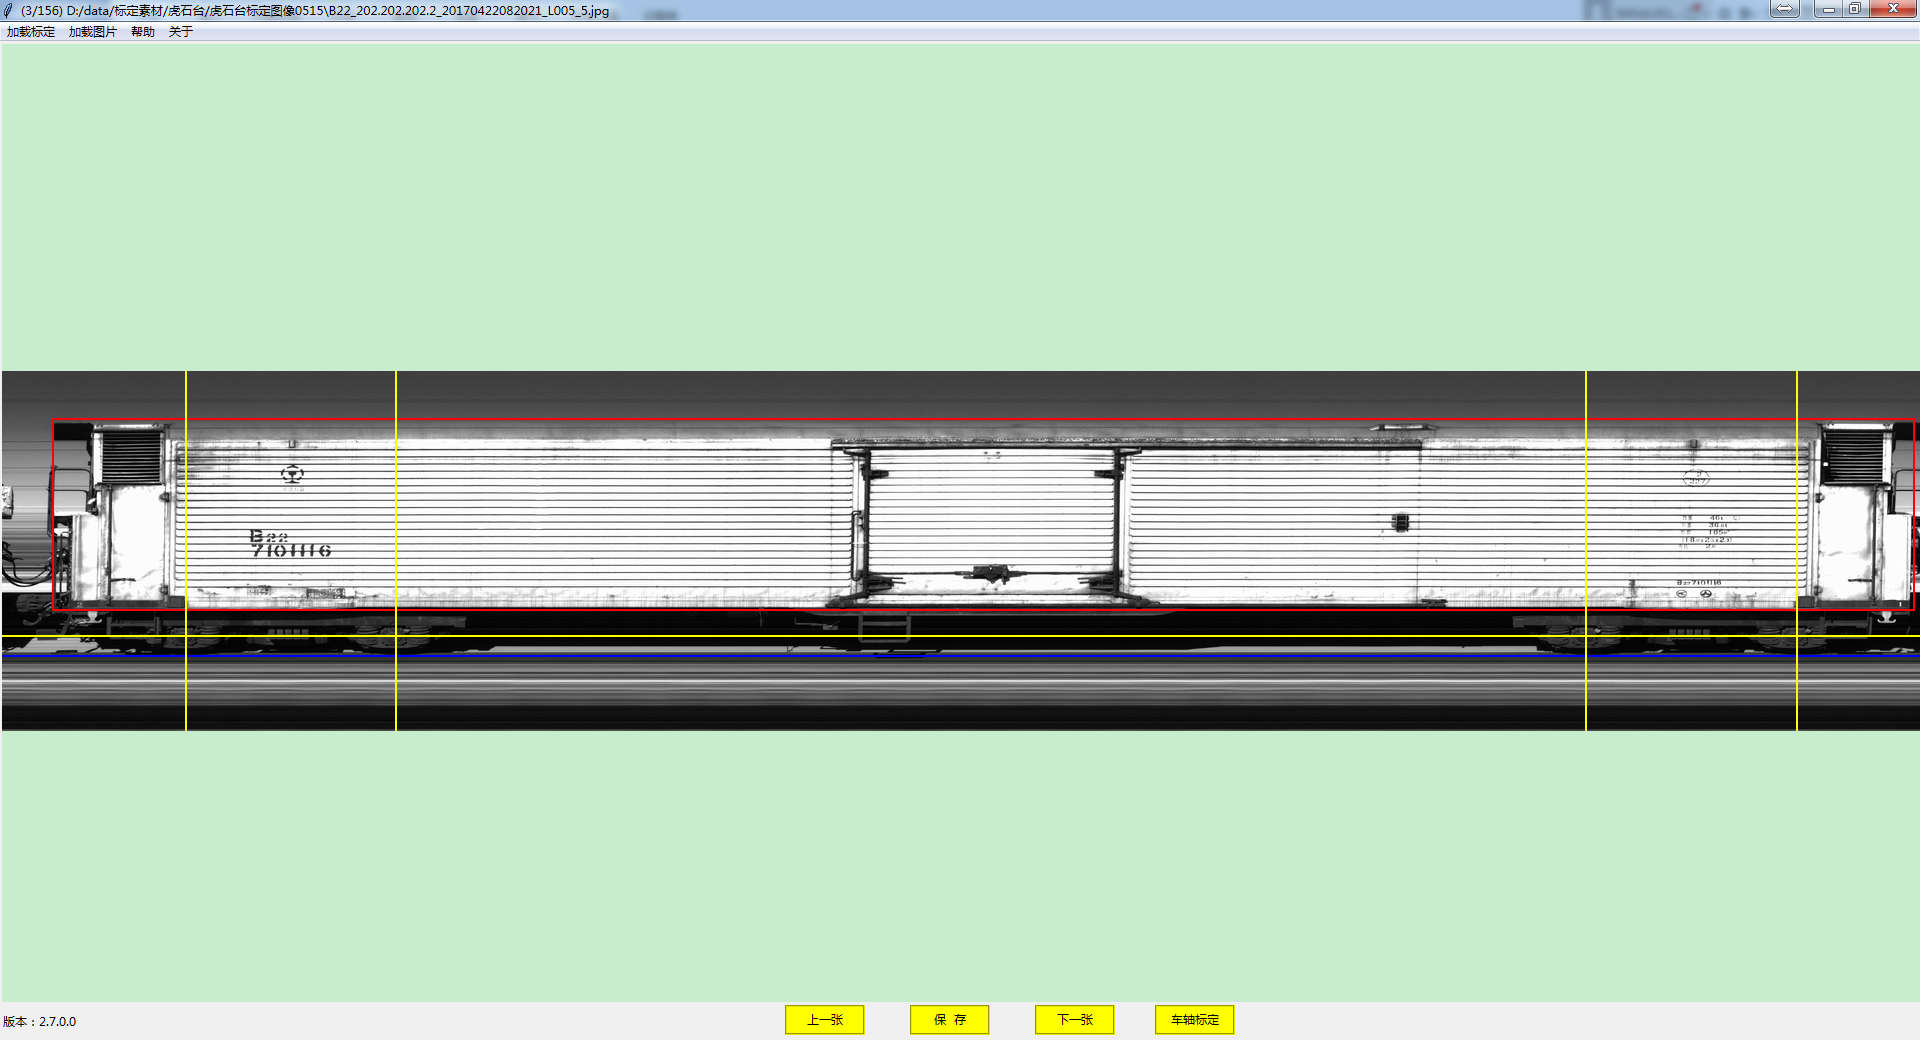 (3/156) D:/data/标定素材/虎石台/虎石台标定图像0515\B22_202.202.202.2_20170422082021_L005_5.jpg
加载标定 加载图片 帮助 关于
B22
7101116
B22 7101116
版本：2.7.0.0
上一张 保 存 下一张 车轴标定